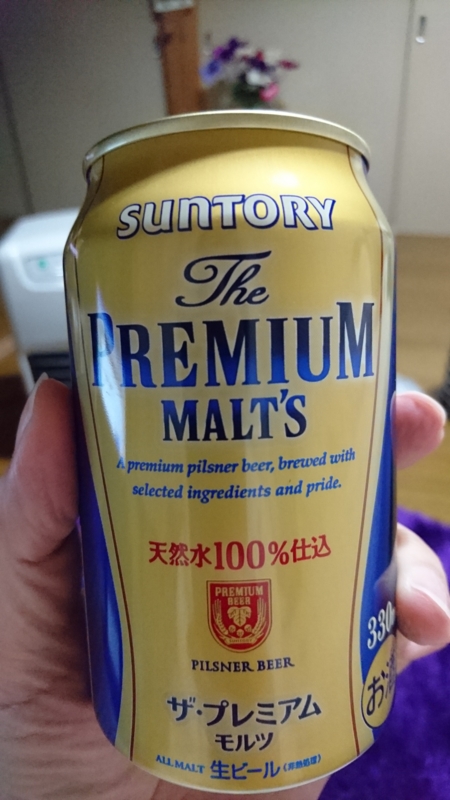 SUNTORY
The
PREMIUM
MALT'S
A premium pilsner beer, brewed with
selected ingredients and pride.
天然水100%仕込
PREMIUM
BEER
PILSNER BEER
330
お酒
ザ・プレミアム
モルツ
ALL MALT 生ビール (非熱処理)